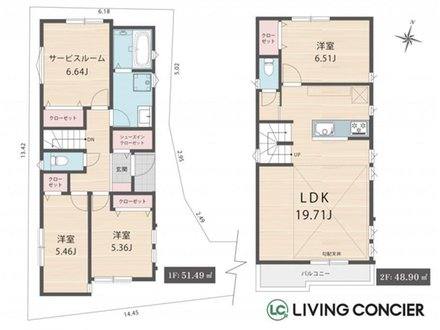 6.18
サービスルーム
6.64J
5.02
クローゼット
DN
シューズイン
クローゼット
13.42
2.95
玄関
クローゼット
クローゼット
2.49
洋室
5.46J
洋室
5.36J
1F: 51.49㎡
14.45
クローゼット
洋室
6.51J
UP
LDK
19.71J
勾配天井
バルコニー
2F: 48.90㎡
LC LIVING CONCIER